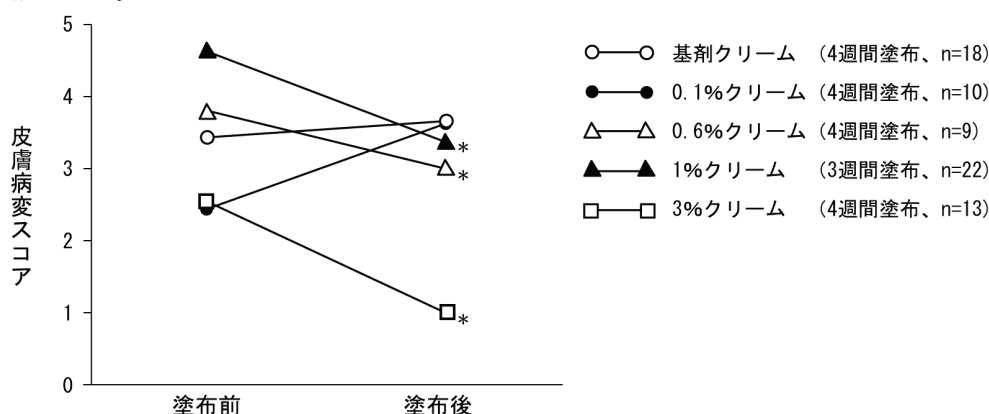 5
4
3
2
1
0
皮膚病変スコア
塗布前
塗布後
*
*
*
基剤クリーム (4週間塗布、n=18)
0.1%クリーム (4週間塗布、n=10)
0.6%クリーム (4週間塗布、n=9)
1%クリーム (3週間塗布、n=22)
3%クリーム (4週間塗布、n=13)